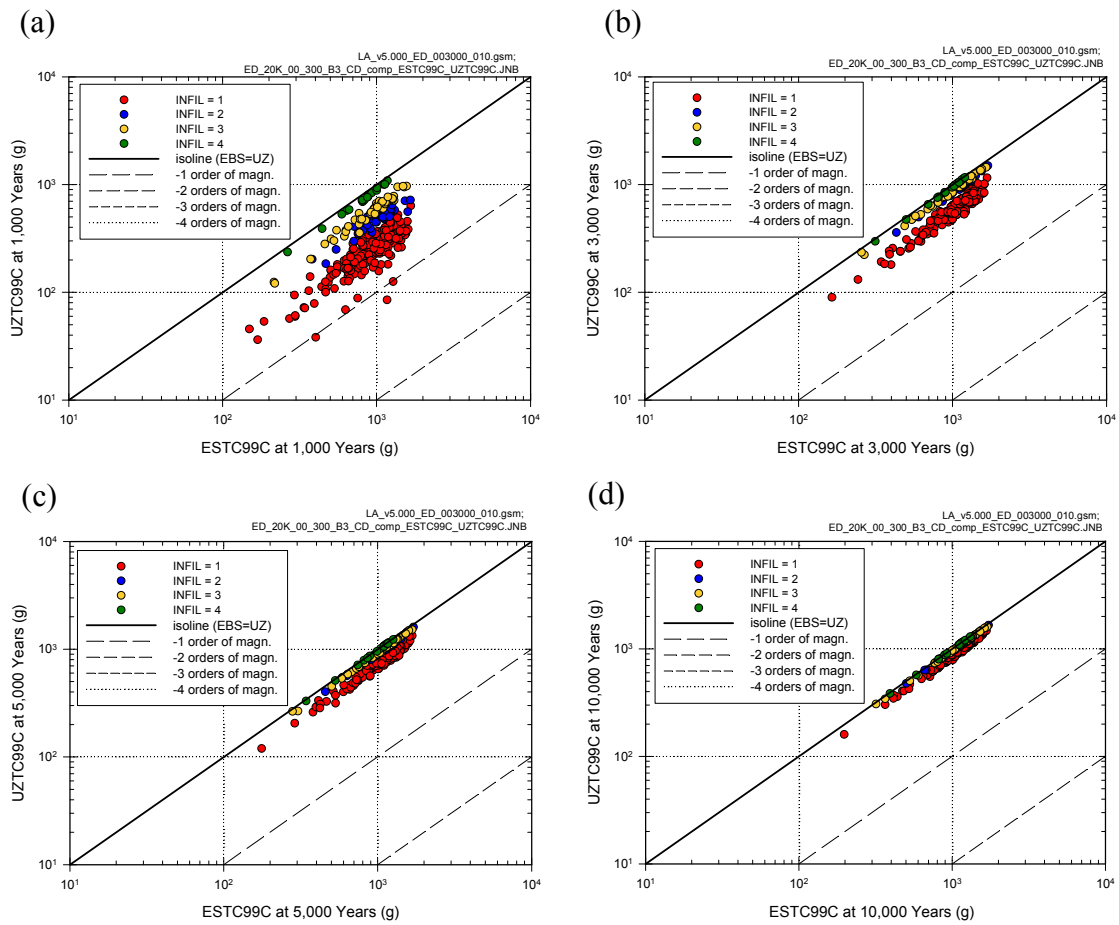 (a)
LA_v5.000_ED_003000_010.gsm;
ED_20K_00_300_B3_CD_comp_ESTC99C_UZTC99C.JNB
INFIL = 1
INFIL = 2
INFIL = 3
INFIL = 4
isoline (EBS=UZ)
-1 order of magn.
-2 orders of magn.
-3 orders of magn.
-4 orders of magn.
10⁴
10³
10²
10¹
UZTC99C at 1,000 Years (g)
10¹ 10² 10³ 10⁴
ESTC99C at 1,000 Years (g)
(b)
LA_v5.000_ED_003000_010.gsm;
ED_20K_00_300_B3_CD_comp_ESTC99C_UZTC99C.JNB
INFIL = 1
INFIL = 2
INFIL = 3
INFIL = 4
isoline (EBS=UZ)
-1 order of magn.
-2 orders of magn.
-3 orders of magn.
-4 orders of magn.
10⁴
10³
10²
10¹
UZTC99C at 3,000 Years (g)
10¹ 10² 10³ 10⁴
ESTC99C at 3,000 Years (g)
(c)
LA_v5.000_ED_003000_010.gsm;
ED_20K_00_300_B3_CD_comp_ESTC99C_UZTC99C.JNB
INFIL = 1
INFIL = 2
INFIL = 3
INFIL = 4
isoline (EBS=UZ)
-1 order of magn.
-2 orders of magn.
-3 orders of magn.
-4 orders of magn.
10⁴
10³
10²
10¹
UZTC99C at 5,000 Years (g)
10¹ 10² 10³ 10⁴
ESTC99C at 5,000 Years (g)
(d)
LA_v5.000_ED_003000_010.gsm;
ED_20K_00_300_B3_CD_comp_ESTC99C_UZTC99C.JNB
INFIL = 1
INFIL = 2
INFIL = 3
INFIL = 4
isoline (EBS=UZ)
-1 order of magn.
-2 orders of magn.
-3 orders of magn.
-4 orders of magn.
10⁴
10³
10²
10¹
UZTC99C at 10,000 Years (g)
10¹ 10² 10³ 10⁴
ESTC99C at 10,000 Years (g)